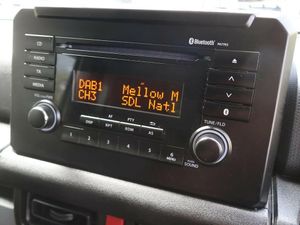 Bluetooth
CD
RADIO
TA
MEDIA
DAB1 Mellow M
CH3 SDL Natl
AF PTY
DISP RPT RDM AS
1 2 3 4 5 6
MENU
TUNE/FLD
SOUND